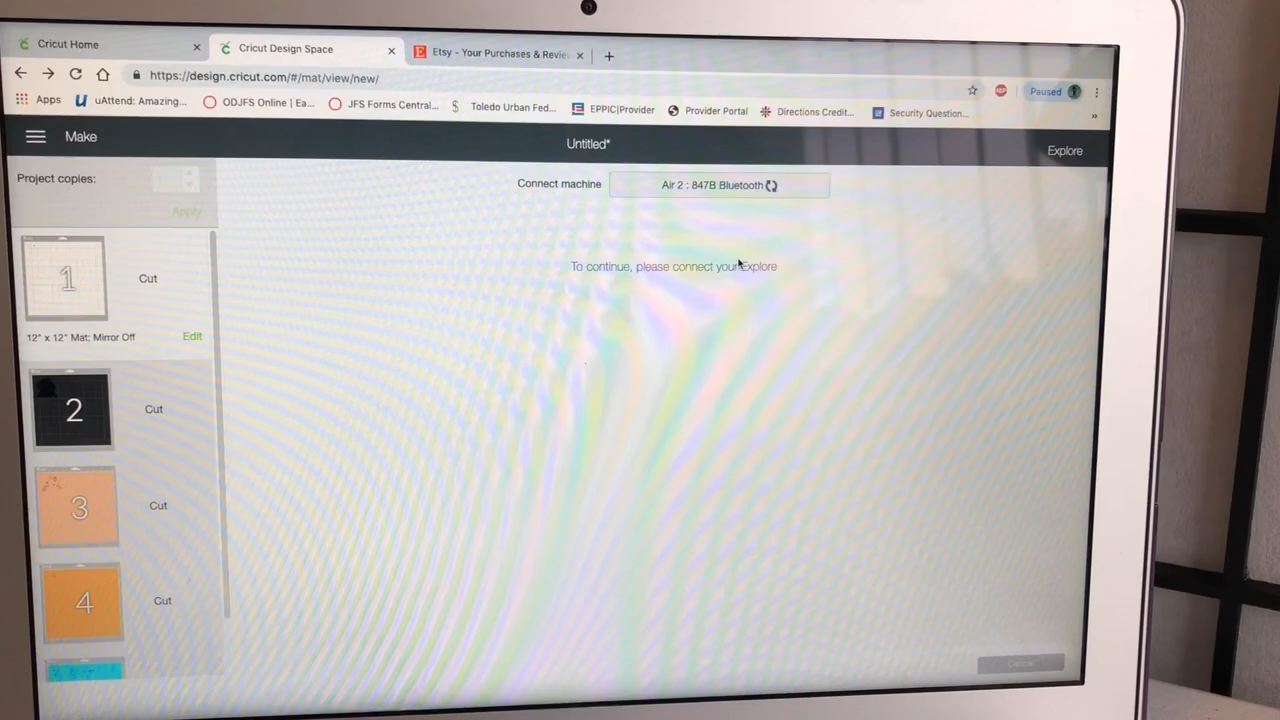 Cricut Home
Cricut Design Space
Etsy - Your Purchases & Revie
https://design.cricut.com/#/mat/view/new/
Paused
Apps
uAttend: Amazing...
ODJFS Online | Ea...
JFS Forms Central...
Toledo Urban Fed...
EPPIC|Provider
Provider Portal
Directions Credit...
Security Question...
»
Make
Untitled*
Explore
Project copies:
Connect machine
Air 2 : 847B Bluetooth
Apply
To continue, please connect your Explore
1
Cut
12" x 12" Mat; Mirror Off
Edit
2
Cut
3
Cut
4
Cut
Cancel